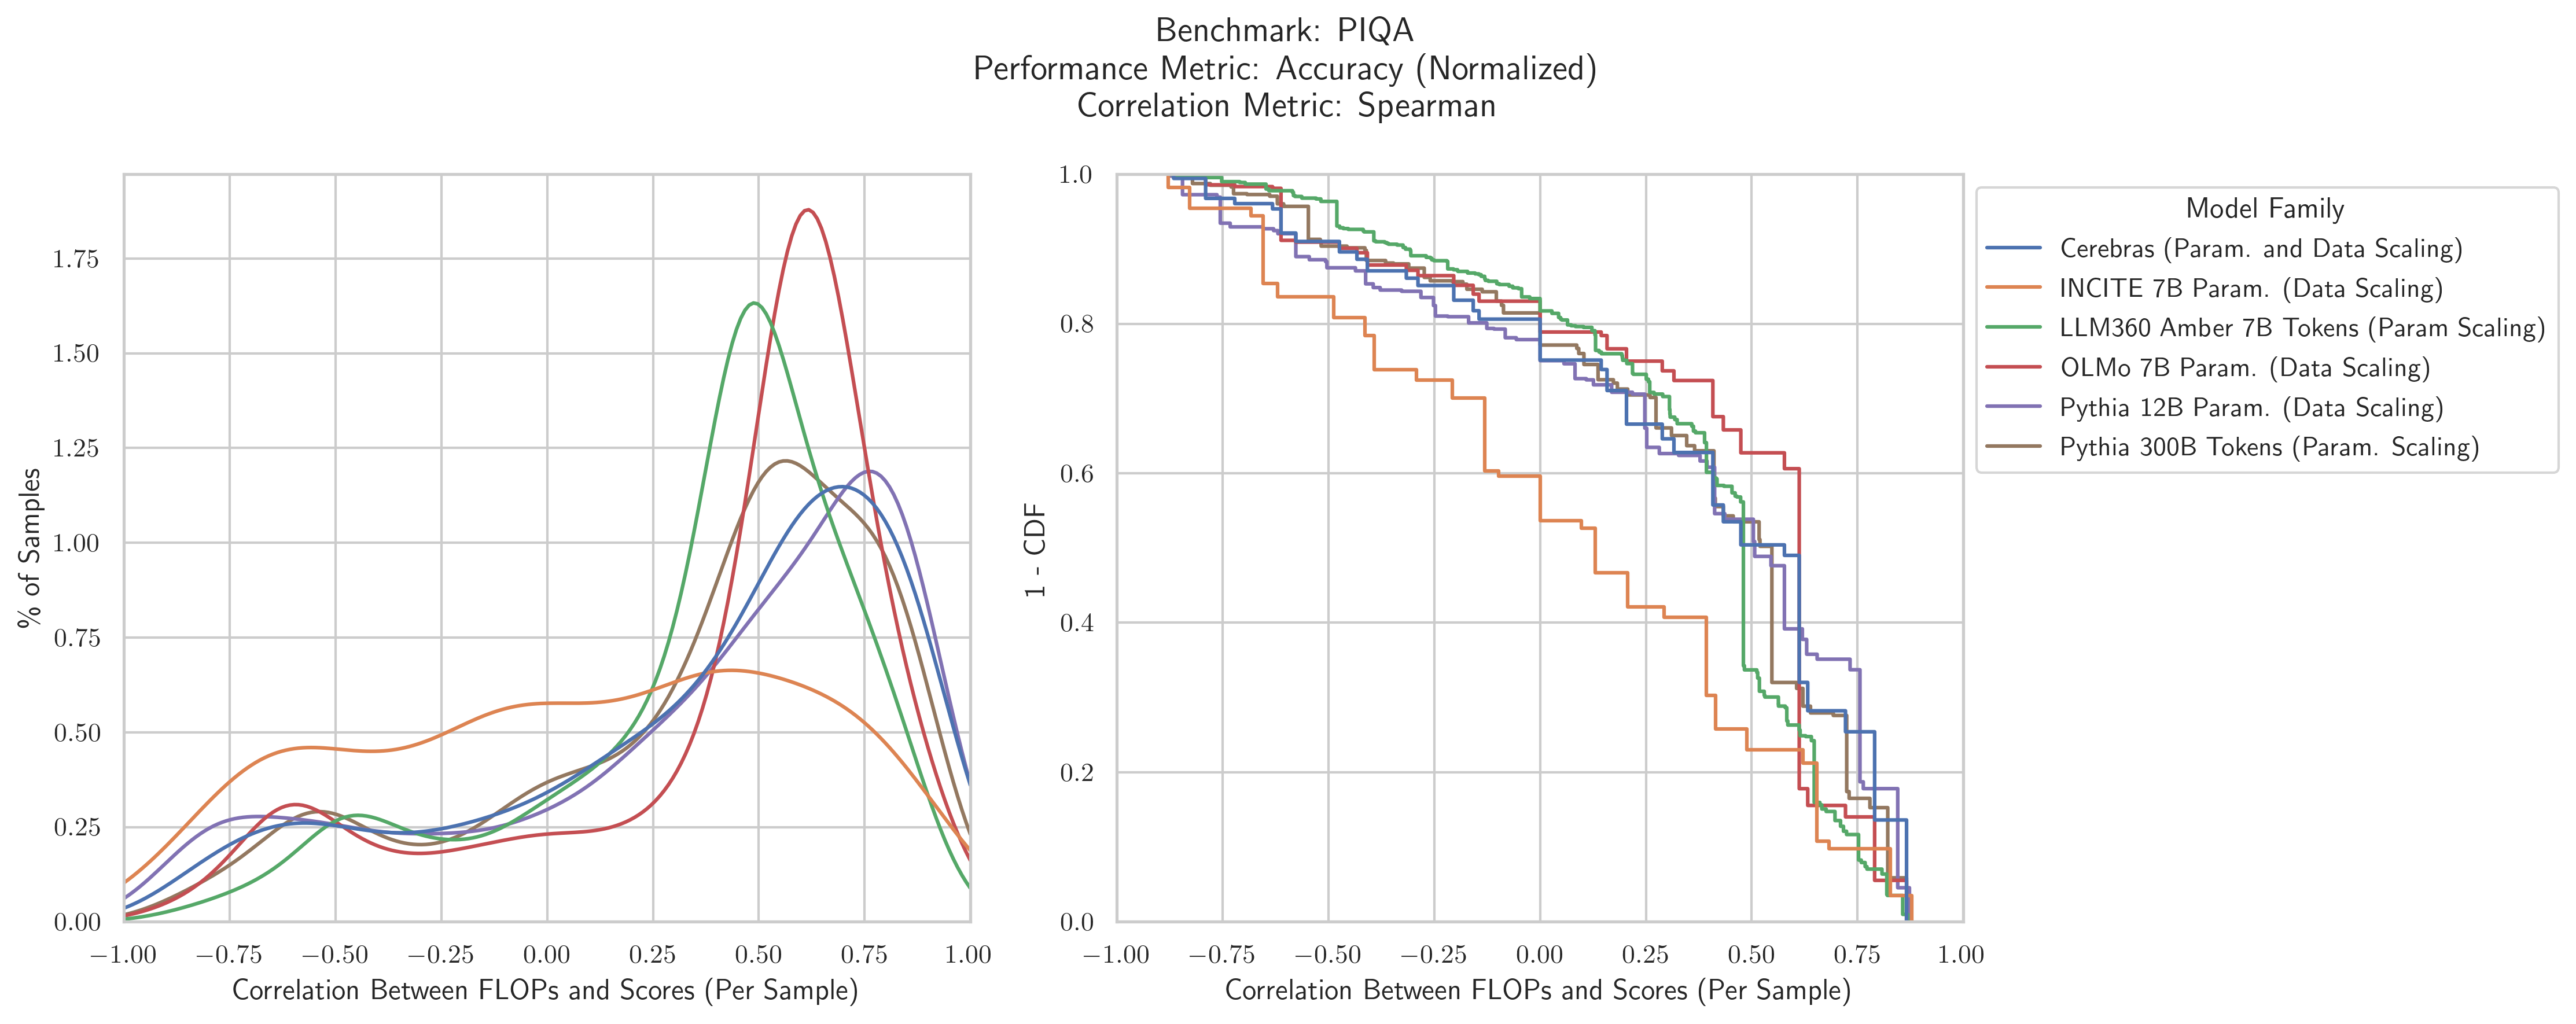 Benchmark: PIQA
Performance Metric: Accuracy (Normalized)
Correlation Metric: Spearman
% of Samples
1.75
1.50
1.25
1.00
0.75
0.50
0.25
0.00
−1.00 −0.75 −0.50 −0.25 0.00 0.25 0.50 0.75 1.00
Correlation Between FLOPs and Scores (Per Sample)
1 - CDF
1.0
0.8
0.6
0.4
0.2
0.0
−1.00 −0.75 −0.50 −0.25 0.00 0.25 0.50 0.75 1.00
Correlation Between FLOPs and Scores (Per Sample)
Model Family
Cerebras (Param. and Data Scaling)
INCITE 7B Param. (Data Scaling)
LLM360 Amber 7B Tokens (Param Scaling)
OLMo 7B Param. (Data Scaling)
Pythia 12B Param. (Data Scaling)
Pythia 300B Tokens (Param. Scaling)